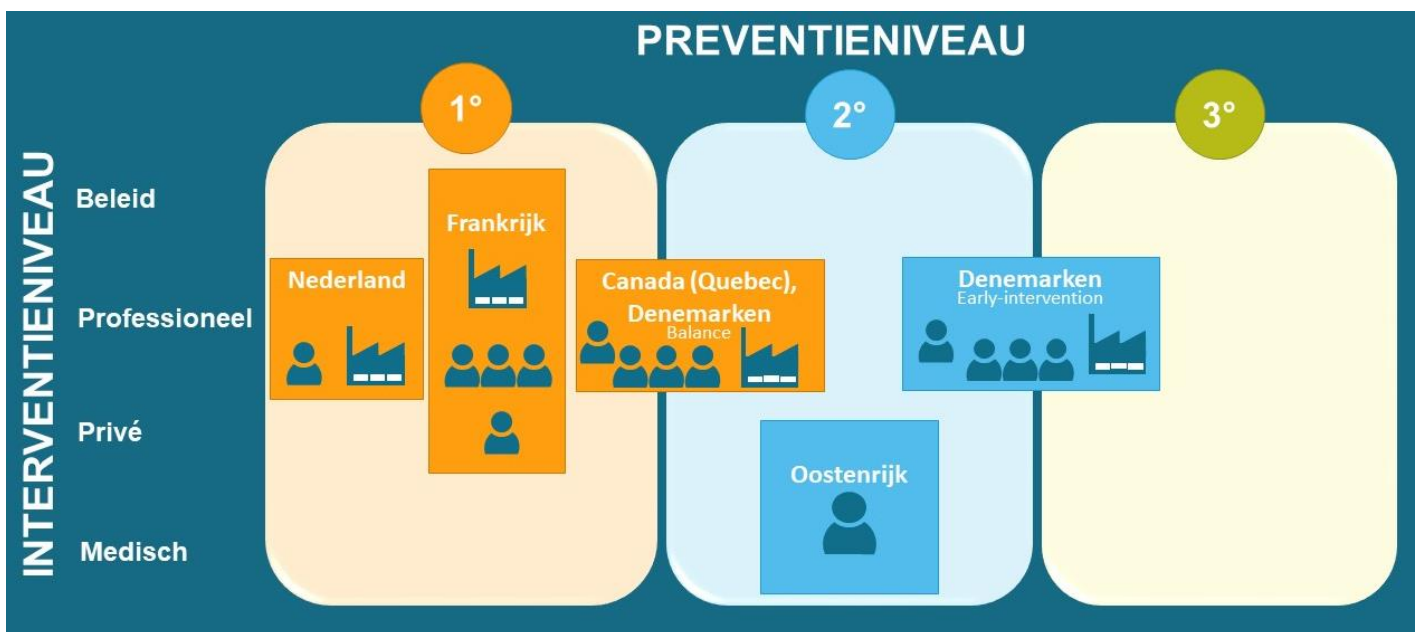 PREVENTIENIVEAU
1°
2°
3°
INTERVENTIENIVEAU
Beleid
Professioneel
Privé
Medisch
Frankrijk
Nederland
Canada (Quebec),
Denemarken
Balance
Denemarken
Early-intervention
Oostenrijk